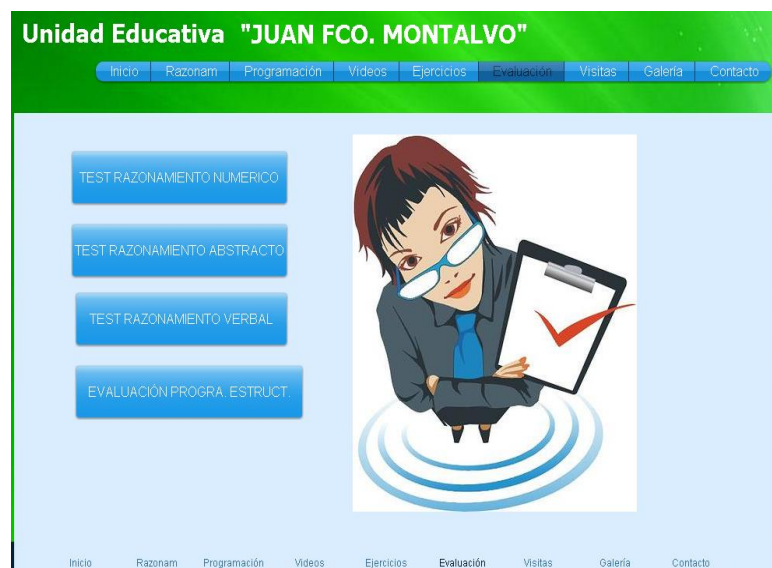 Unidad Educativa "JUAN FCO. MONTALVO"
Inicio Razonam Programación Videos Ejercicios Evaluación Visitas Galería Contacto
TEST RAZONAMIENTO NUMERICO
TEST RAZONAMIENTO ABSTRACTO
TEST RAZONAMIENTO VERBAL
EVALUACIÓN PROGRA. ESTRUCT.
Inicio Razonam Programación Videos Ejercicios Evaluación Visitas Galería Contacto